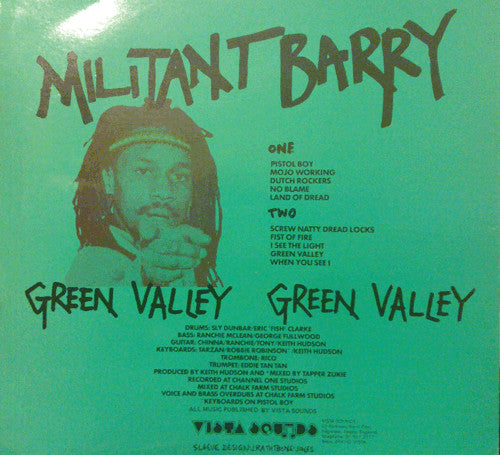 MILITANT BARRY
ONE
PISTOL BOY
MOJO WORKING
DUTCH ROCKERS
NO BLAME
LAND OF DREAD
TWO
SCREW NATTY DREAD LOCKS
FIST OF FIRE
I SEE THE LIGHT
GREEN VALLEY
WHEN YOU SEE I
GREEN VALLEY GREEN VALLEY
DRUMS: SLY DUNBAR/ERIC 'FISH' CLARKE
BASS: RANCHIE MCLEAN/GEORGE FULLWOOD
GUITAR: CHINNA/RANCHIE/TONY/KEITH HUDSON
KEYBOARDS: TARZAN/ROBBIE ROBINSON */KEITH HUDSON
TROMBONE: RICO
TRUMPET: EDDIE TAN TAN
PRODUCED BY KEITH HUDSON AND *MIXED BY TAPPER ZUKIE
RECORDED AT CHANNEL ONE STUDIOS
MIXED AT CHALK FARM STUDIOS
VOICE AND BRASS OVERDUBS AT CHALK FARM STUDIOS
KEYBOARDS ON PISTOL BOY
ALL MUSIC PUBLISHED BY VISTA SOUNDS
VISTA SOUNDS
SLEEVE DESIGN